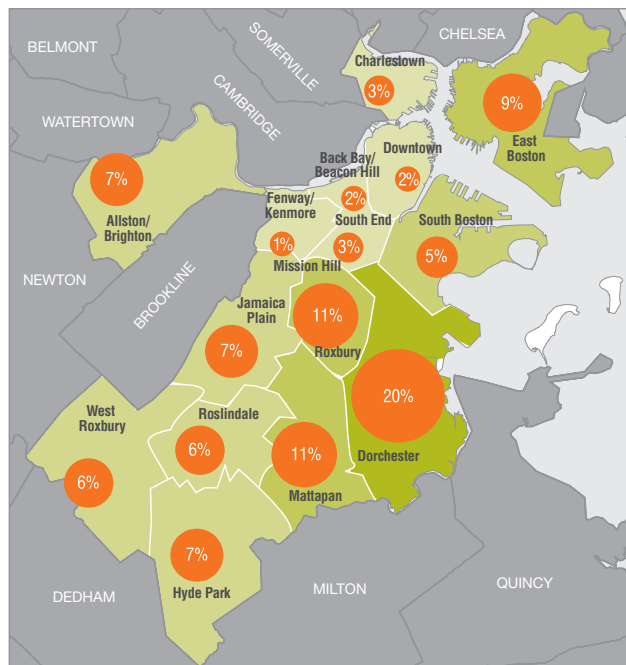 BELMONT
SOMERVILLE
CHELSEA
Charlestown
3%
9%
East
Boston
CAMBRIDGE
WATERTOWN
7%
Allston/
Brighton
Back Bay/
Beacon Hill
2%
Downtown
2%
Fenway/
Kenmore
1%
South End
3%
Mission Hill
South Boston
5%
NEWTON
BROOKLINE
Jamaica
Plain
7%
11%
Roxbury
20%
Dorchester
West
Roxbury
6%
Roslindale
6%
11%
Mattapan
7%
Hyde Park
DEDHAM
MILTON
QUINCY